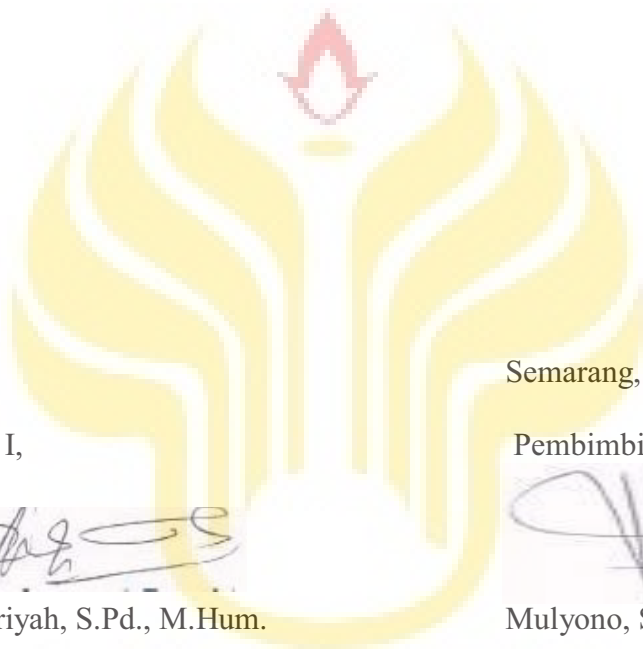 Semarang,
I, Pembimbi
riyah, S.Pd., M.Hum. Mulyono, S